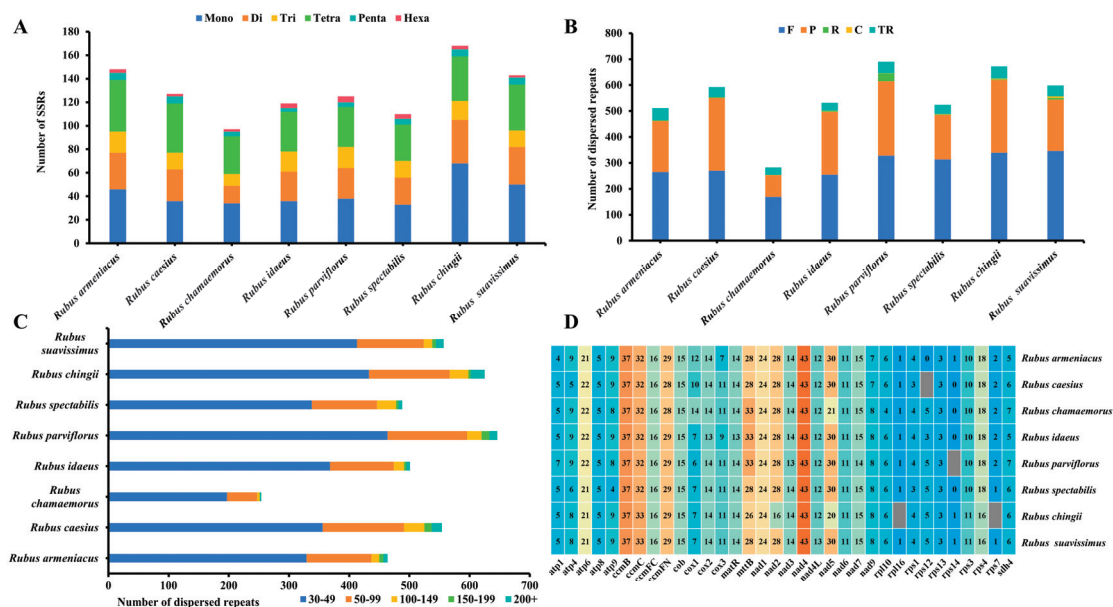 A
Mono Di Tri Tetra Penta Hexa
Number of SSRs
180
160
140
120
100
80
60
40
20
0
Rubus armeniacus
Rubus caesius
Rubus chamaemorus
Rubus idaeus
Rubus parviflorus
Rubus spectabilis
Rubus chingii
Rubus suavissimus
B
F P R C TR
Number of dispersed repeats
800
700
600
500
400
300
200
100
0
Rubus armeniacus
Rubus caesius
Rubus chamaemorus
Rubus idaeus
Rubus parviflorus
Rubus spectabilis
Rubus chingii
Rubus suavissimus
C
Rubus
suavissimus
Rubus chingii
Rubus spectabilis
Rubus parviflorus
Rubus idaeus
Rubus
chamaemorus
Rubus caesius
Rubus armeniacus
0 100 200 300 400 500 600 700
Number of dispersed repeats
30-49 50-99 100-149 150-199 200+
D
4 9 21 5 9 37 32 16 29 15 12 14 7 14 28 24 28 14 43 12 30 11 15 7 6 1 4 0 3 0 10 18 2 5 Rubus armeniacus
5 5 22 5 9 37 32 16 28 15 10 14 11 14 28 24 28 14 43 12 30 11 15 7 6 1 3 3 0 10 18 2 6 Rubus caesius
5 9 22 5 8 37 32 16 28 15 14 14 11 14 33 24 28 14 43 12 21 11 15 8 4 1 4 5 3 0 10 18 2 7 Rubus chamaemorus
5 9 22 5 9 37 32 16 29 15 7 13 9 13 33 24 28 14 43 12 30 11 15 8 6 1 4 3 3 0 10 18 2 5 Rubus idaeus
7 9 22 5 8 37 32 16 29 15 6 14 11 14 33 24 28 13 43 12 30 11 14 8 6 1 4 5 3 10 18 2 7 Rubus parviflorus
5 6 21 5 4 37 32 16 29 15 7 14 11 14 28 24 28 14 43 12 30 11 15 8 6 1 3 5 3 0 10 18 1 6 Rubus spectabilis
5 8 21 5 9 37 33 16 29 15 7 14 11 14 26 24 16 14 43 12 20 11 15 8 6 4 5 3 1 11 16 6 Rubus chingii
5 8 21 5 9 37 33 16 29 15 7 14 11 14 28 24 28 14 43 13 30 11 15 8 6 1 4 5 3 1 11 16 1 6 Rubus suavissimus
atp1 atp4 atp6 atp8 atp9 ccmB ccmC ccmFC ccmFN cob cox1 cox2 cox3 matR mttB nad1 nad2 nad3 nad4 nad4L nad5 nad6 nad7 nad9 rpl10 rpl16 rps1 rps12 rps13 rps14 rps3 rps4 rps7 sdh4